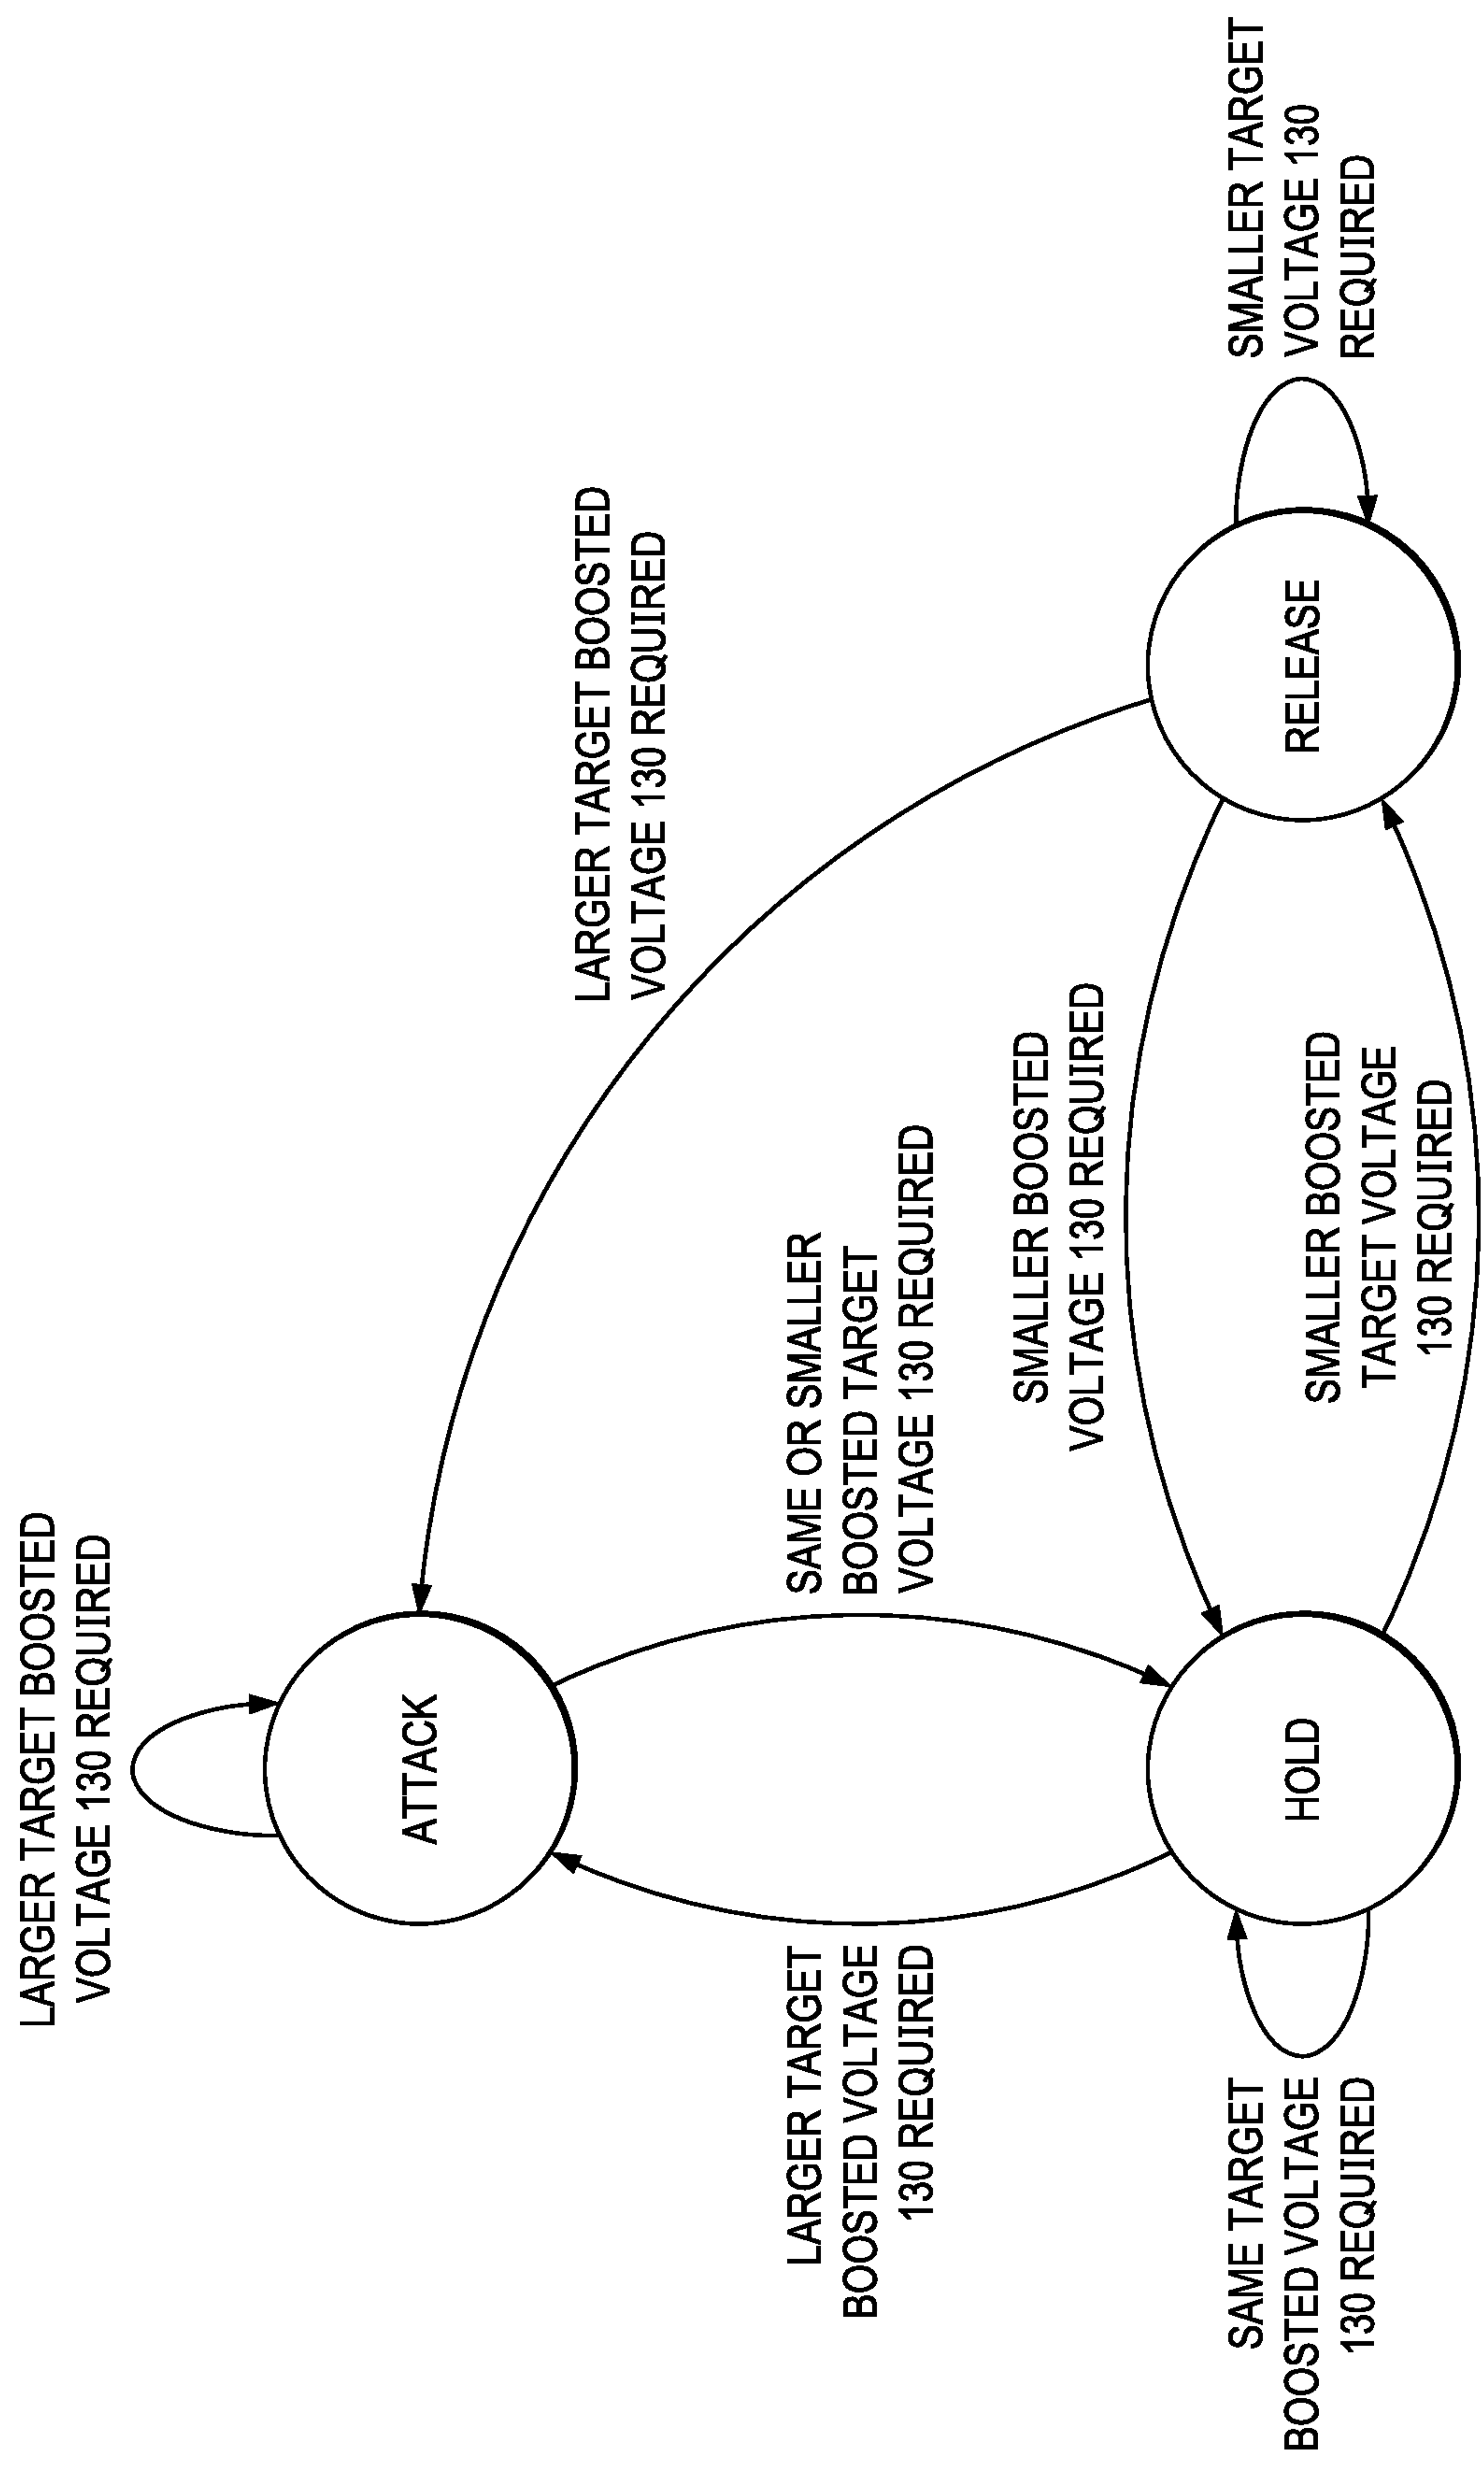 LARGER TARGET BOOSTED
VOLTAGE 130 REQUIRED
ATTACK
LARGER TARGET BOOSTED
VOLTAGE 130 REQUIRED
LARGER TARGET
BOOSTED VOLTAGE
130 REQUIRED
SAME OR SMALLER
BOOSTED TARGET
VOLTAGE 130 REQUIRED
SMALLER BOOSTED
VOLTAGE 130 REQUIRED
SAME TARGET
BOOSTED VOLTAGE
130 REQUIRED
HOLD
SMALLER BOOSTED
TARGET VOLTAGE
130 REQUIRED
RELEASE
SMALLER TARGET
VOLTAGE 130
REQUIRED